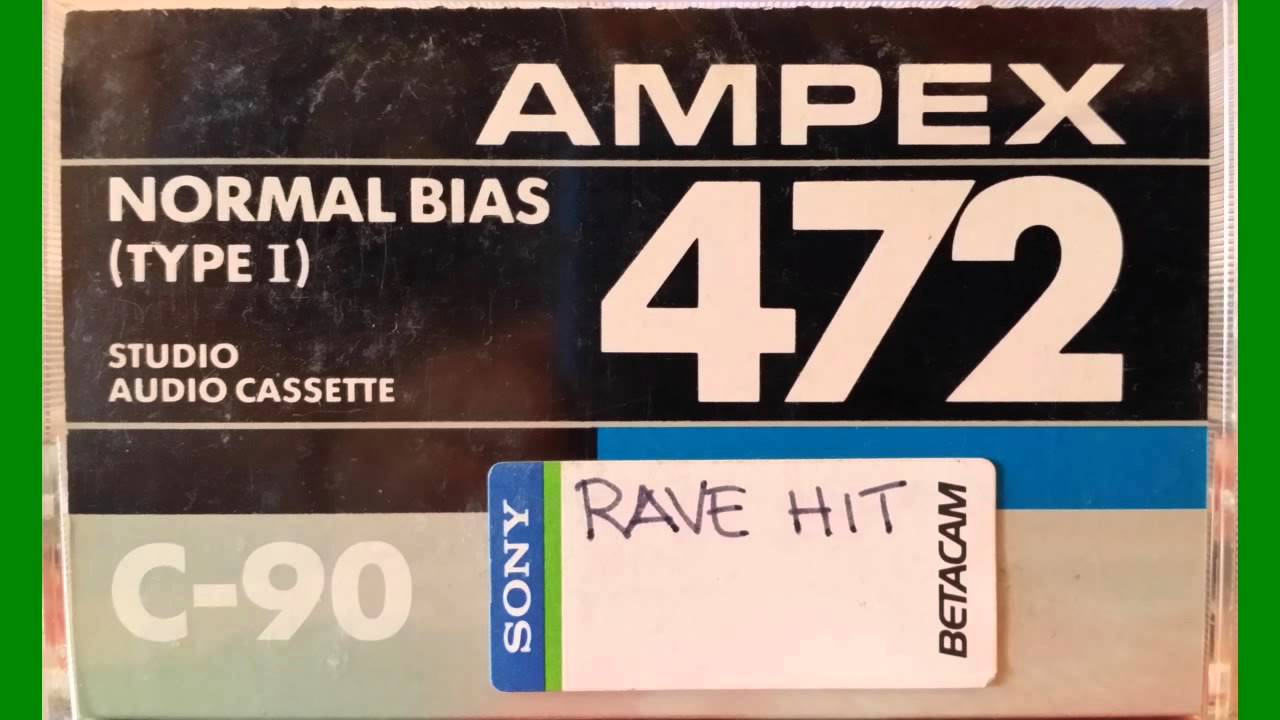 AMPEX
NORMAL BIAS
(TYPE I)
472
STUDIO
AUDIO CASSETTE
C-90
SONY
RAVE HIT
BETACAM